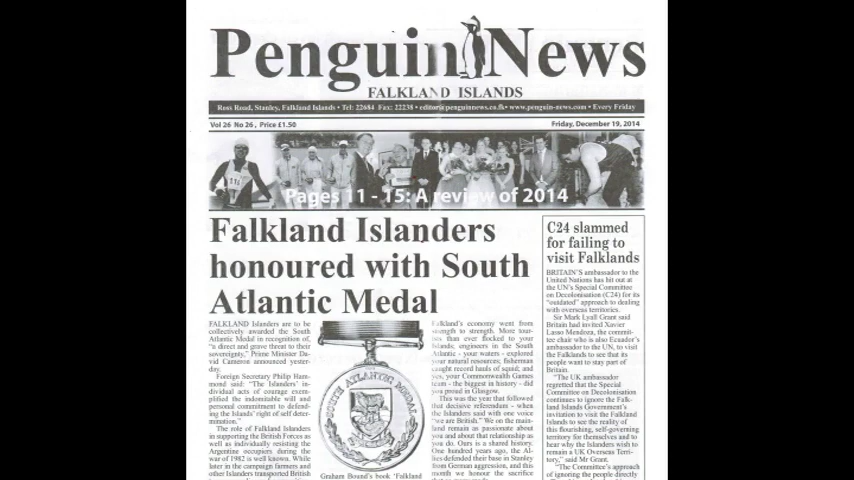 Penguin News
FALKLAND ISLANDS
Ross Road, Stanley, Falkland Islands • Tel: 22684 Fax: 22238 • editor@penguinnews.co.fk • www.penguin-news.com • Every Friday
Vol 26 No 26 , Price £1.50
Friday, December 19, 2014
Pages 11 - 15: A review of 2014
Falkland Islanders
honoured with South
Atlantic Medal
FALKLAND Islanders are to be
collectively awarded the South
Atlantic Medal in recognition of,
"a direct and grave threat to their
sovereignty," Prime Minister Da-
vid Cameron announced yester-
day.
Foreign Secretary Philip Ham-
mond said: "The Islanders' in-
dividual acts of courage exem-
plified the indomitable will and
personal commitment to defend-
ing the Islands' right of self deter-
mination."
The role of Falkland Islanders
in supporting the British Forces as
well as individually resisting the
Argentine occupiers during the
war of 1982 is well known. While
later in the campaign farmers and
other Islanders transported British
SOUTH ATLANTIC MEDAL
Graham Bound's book 'Falkland
Falkland's economy went from
strength to strength. More tour-
ists than ever flocked to your
Islands; engineers in the South
Atlantic - your waters - explored
your natural resources; fisherman
caught record hauls of squid; and
yes, your Commonwealth Games
team - the biggest in history - did
you proud in Glasgow.
This was the year that followed
that decisive referendum - when
the Islanders said with one voice
"we are British." We on the main-
land remain as passionate about
you and about that relationship as
you do. Ours is a shared history.
One hundred years ago, the Al-
lies defended their base in Stanley
from German aggression, and this
month we honour the sacrifice
C24 slammed
for failing to
visit Falklands
BRITAIN'S ambassador to the
United Nations has hit out at
the UN's Special Committee
on Decolonisation (C24) for its
"outdated" approach to dealing
with overseas territories.
Sir Mark Lyall Grant said
Britain had invited Xavier
Lasso Mendoza, the commit-
tee chair who is also Ecuador's
ambassador to the UN, to visit
the Falklands to see that its
people want to stay part of
Britain.
"The UK ambassador
regretted that the Special
Committee on Decolonisation
continues to ignore the Falk-
land Islands Government's
invitation to visit the Falkland
Islands to see the reality of
this flourishing, self-governing
territory for themselves and to
hear why the Islanders wish to
remain a UK Overseas Terri-
tory," said Mr Grant.
"The Committee's approach
of ignoring the people directly